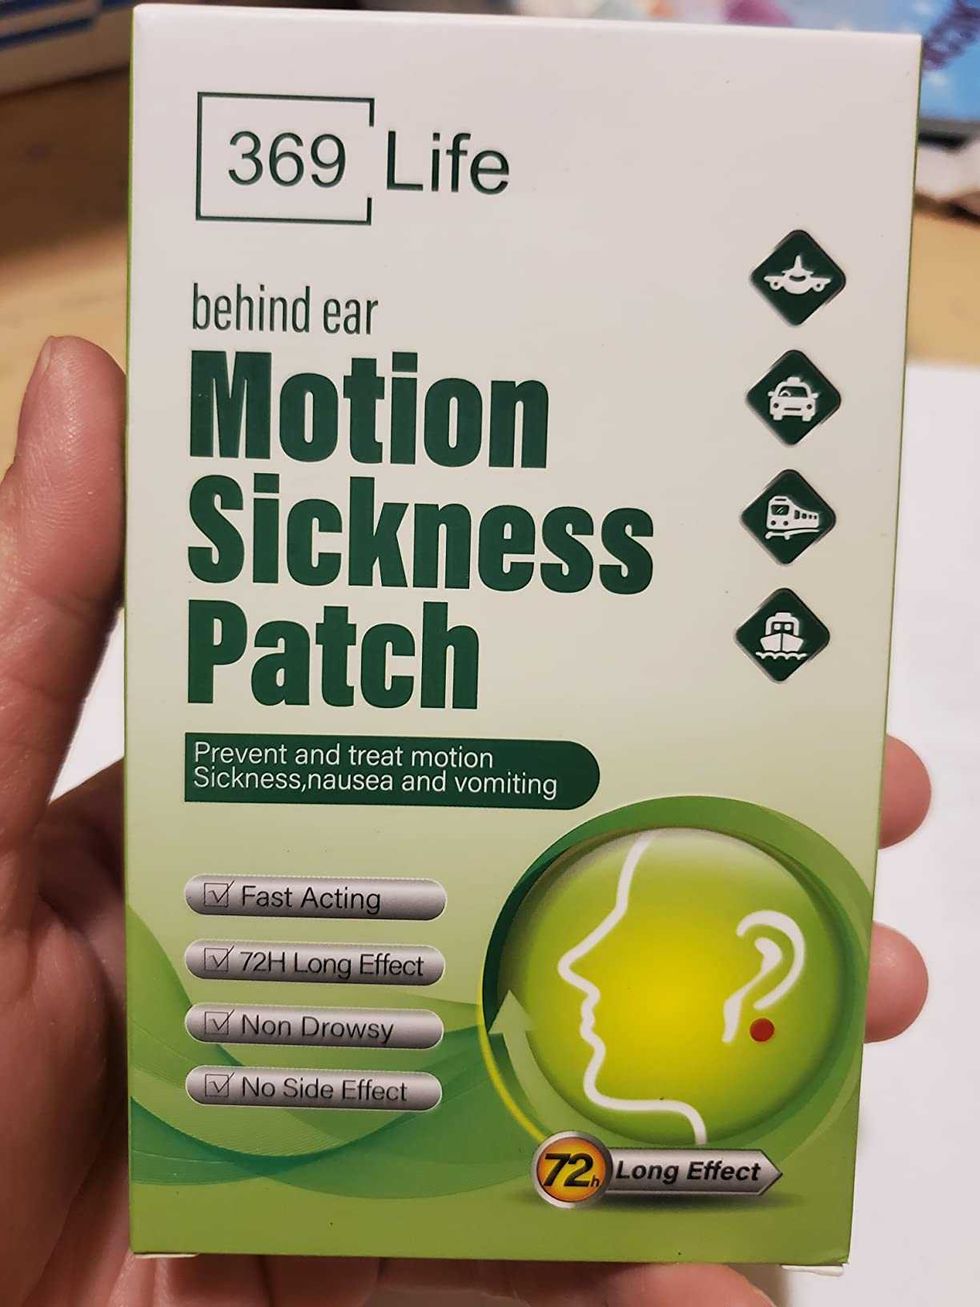 369 Life
behind ear
Motion
Sickness
Patch
Prevent and treat motion
Sickness,nausea and vomiting
Fast Acting
72H Long Effect
Non Drowsy
No Side Effect
72h Long Effect